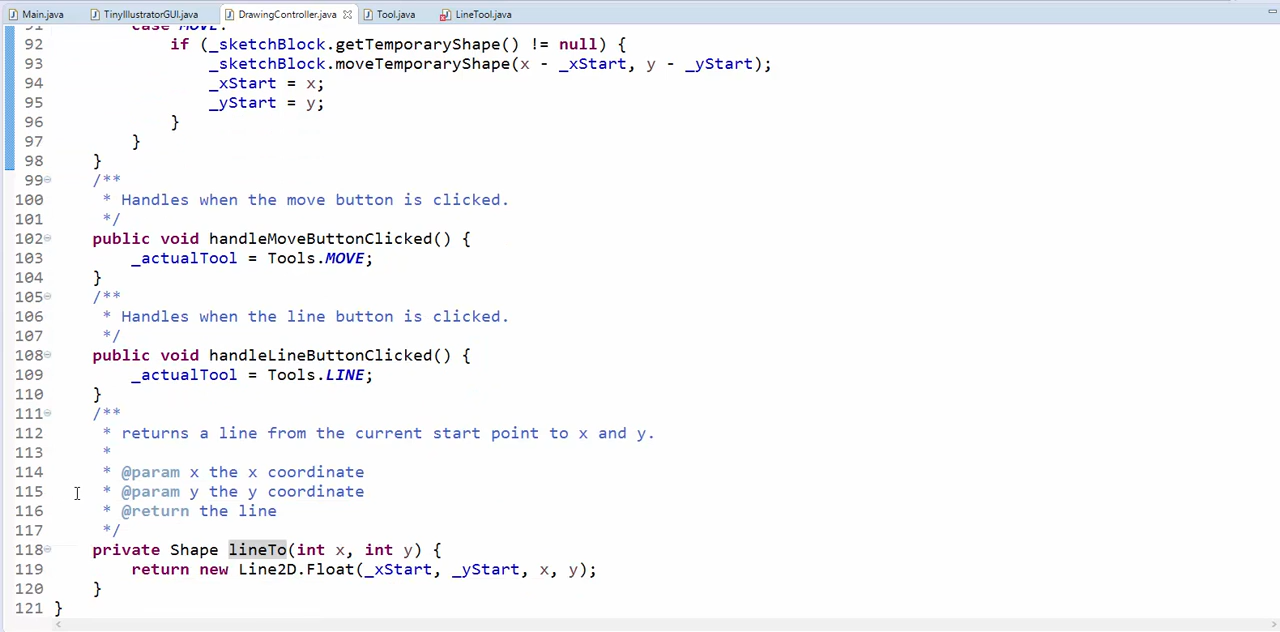 Main.java TinyIllustratorGUI.java DrawingController.java Tool.java LineTool.java
91 case MOVE:
92 if (_sketchBlock.getTemporaryShape() != null) {
93 _sketchBlock.moveTemporaryShape(x - _xStart, y - _yStart);
94 _xStart = x;
95 _yStart = y;
96 }
97 }
98 }
99 /**
100 * Handles when the move button is clicked.
101 */
102 public void handleMoveButtonClicked() {
103 _actualTool = Tools.MOVE;
104 }
105 /**
106 * Handles when the line button is clicked.
107 */
108 public void handleLineButtonClicked() {
109 _actualTool = Tools.LINE;
110 }
111 /**
112 * returns a line from the current start point to x and y.
113 *
114 * @param x the x coordinate
115 * @param y the y coordinate
116 * @return the line
117 */
118 private Shape lineTo(int x, int y) {
119 return new Line2D.Float(_xStart, _yStart, x, y);
120 }
121 }